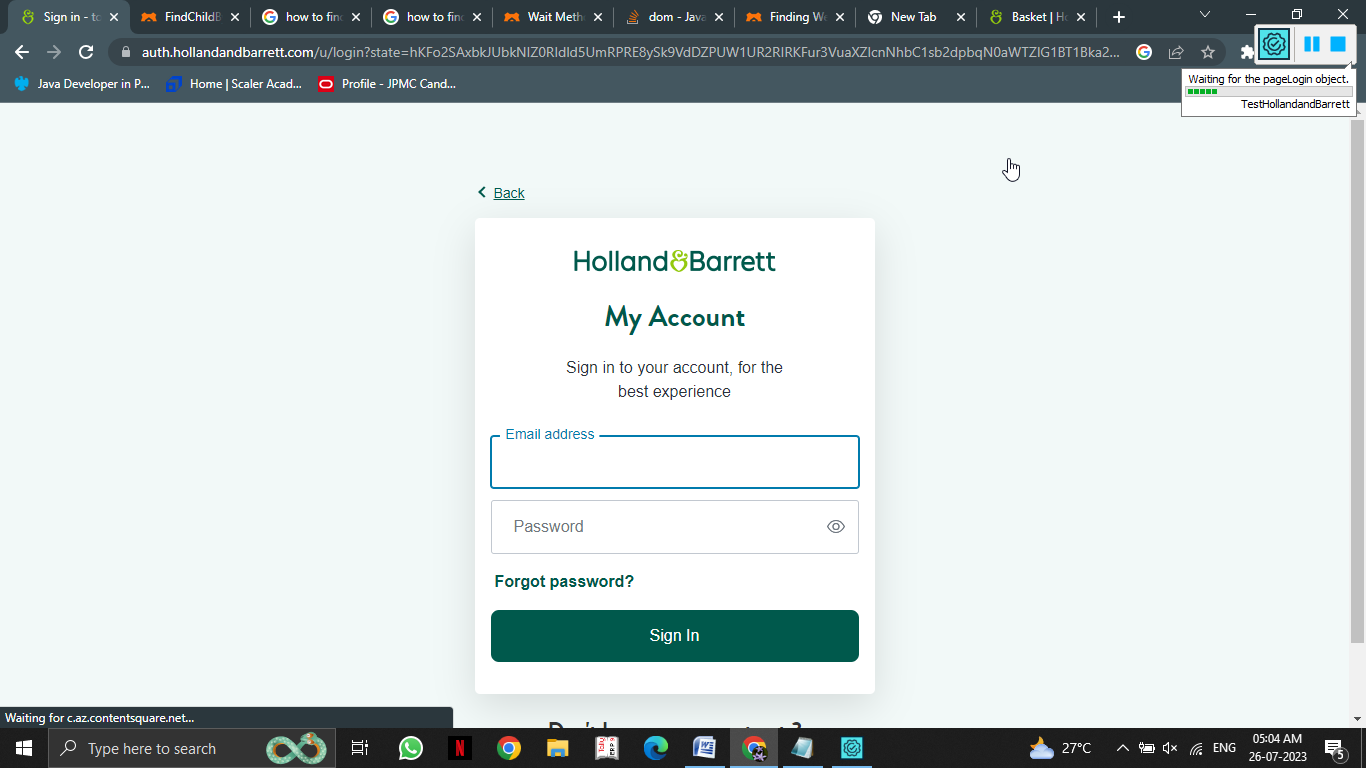 Sign in - to
FindChildB
how to find
how to find
Wait Meth
dom - Java
Finding We
New Tab
Basket | Ho
auth.hollandandbarrett.com/u/login?state=
Java Developer in P...
Home | Scaler Acad...
Profile - JPMC Cand...
Waiting for the pageLogin object.
TestHollandandBarrett
Back
Holland&Barrett
My Account
Sign in to your account, for the
best experience
Email address
Password
Forgot password?
Sign In
Waiting for c.az.contentsquare.net...
Type here to search
27°C
ENG
05:04 AM
26-07-2023
5